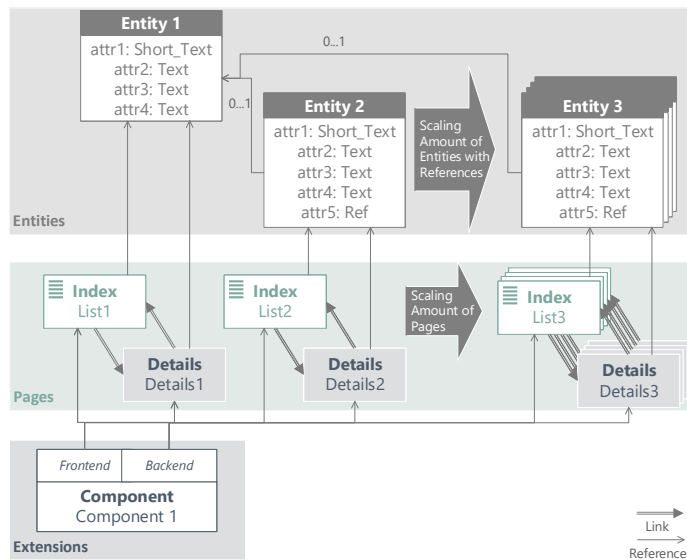 Entity 1
attr1: Short_Text
attr2: Text
attr3: Text
attr4: Text
0...1
0...1
Entity 2
attr1: Short_Text
attr2: Text
attr3: Text
attr4: Text
attr5: Ref
Scaling
Amount of
Entities with
References
Entity 3
attr1: Short_Text
attr2: Text
attr3: Text
attr4: Text
attr5: Ref
Entities
Index
List1
Details
Details1
Index
List2
Details
Details2
Scaling
Amount of
Pages
Index
List3
Details
Details3
Pages
Frontend
Backend
Component
Component 1
Extensions
Link
Reference